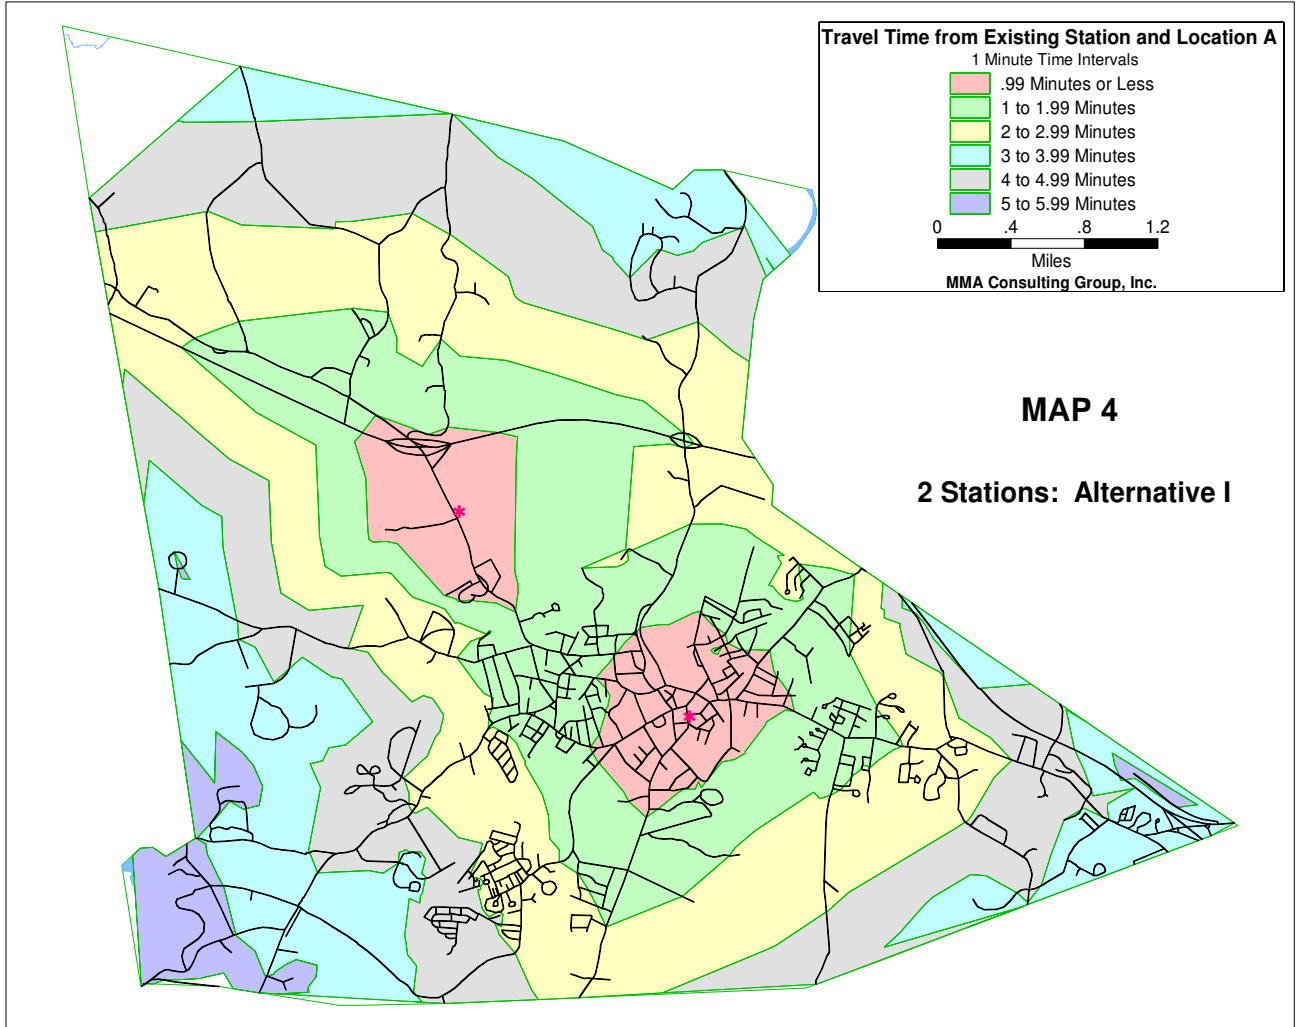 Travel Time from Existing Station and Location A
1 Minute Time Intervals
.99 Minutes or Less
1 to 1.99 Minutes
2 to 2.99 Minutes
3 to 3.99 Minutes
4 to 4.99 Minutes
5 to 5.99 Minutes
0 .4 .8 1.2
Miles
MMA Consulting Group, Inc.
MAP 4
2 Stations: Alternative I